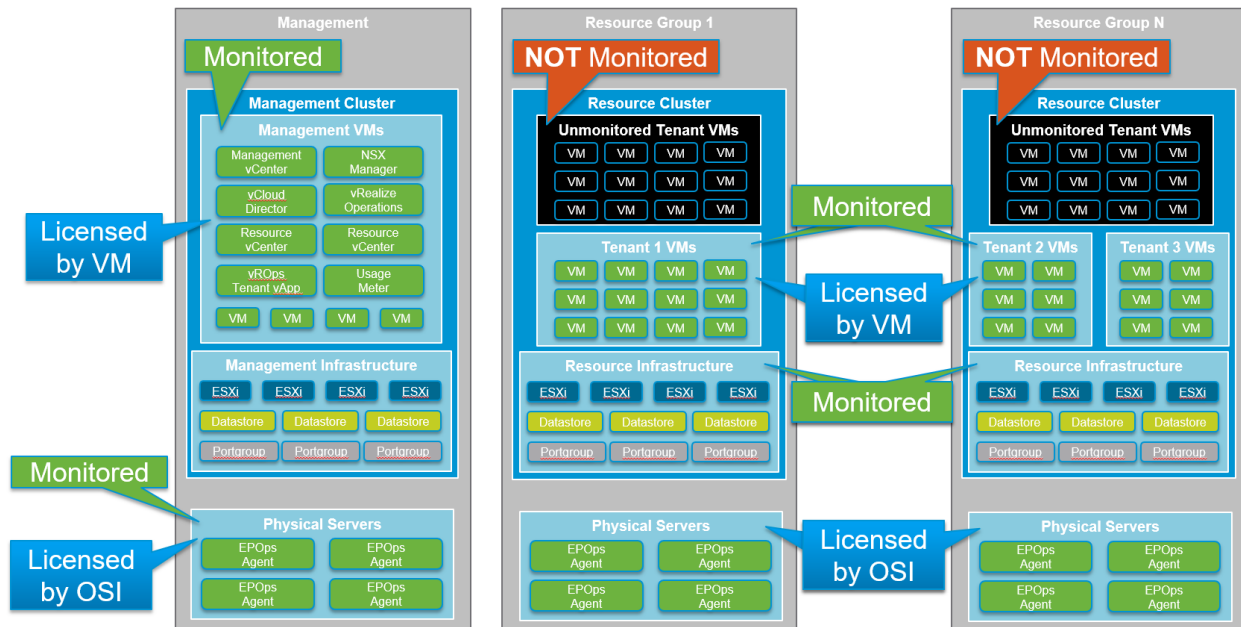 Management
Monitored
Management Cluster
Management VMs
Management
vCenter
NSX
Manager
vCloud
Director
vRealize
Operations
Resource
vCenter
Resource
vCenter
vROps
Tenant vApp
Usage
Meter
VM VM VM VM
Licensed
by VM
Management Infrastructure
ESXi ESXi ESXi ESXi
Datastore Datastore Datastore
Portgroup Portgroup Portgroup
Monitored
Physical Servers
Licensed
by OSI
EPOps
Agent
EPOps
Agent
EPOps
Agent
EPOps
Agent
Resource Group 1
NOT Monitored
Resource Cluster
Unmonitored Tenant VMs
VM VM VM VM
VM VM VM VM
VM VM VM VM
Tenant 1 VMs
VM VM VM VM
VM VM VM VM
VM VM VM VM
Resource Infrastructure
ESXi ESXi ESXi ESXi
Datastore Datastore Datastore
Portgroup Portgroup Portgroup
Physical Servers
EPOps
Agent
EPOps
Agent
EPOps
Agent
EPOps
Agent
Monitored
Licensed
by VM
Monitored
Licensed
by OSI
Resource Group N
NOT Monitored
Resource Cluster
Unmonitored Tenant VMs
VM VM VM VM
VM VM VM VM
VM VM VM VM
Tenant 2 VMs
VM VM
VM VM
VM VM
Tenant 3 VMs
VM VM
VM VM
VM VM
Resource Infrastructure
ESXi ESXi ESXi ESXi
Datastore Datastore Datastore
Portgroup Portgroup Portgroup
Physical Servers
EPOps
Agent
EPOps
Agent
EPOps
Agent
EPOps
Agent